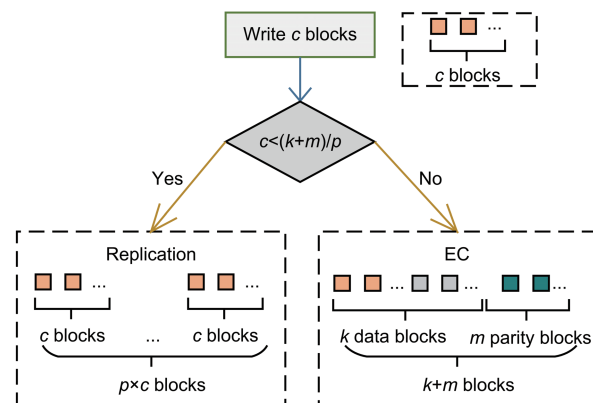 Write c blocks
...
c blocks
c<(k+m)/p
Yes
No
Replication
EC
... ... ... ...
c blocks ... c blocks k data blocks m parity blocks
p×c blocks k+m blocks